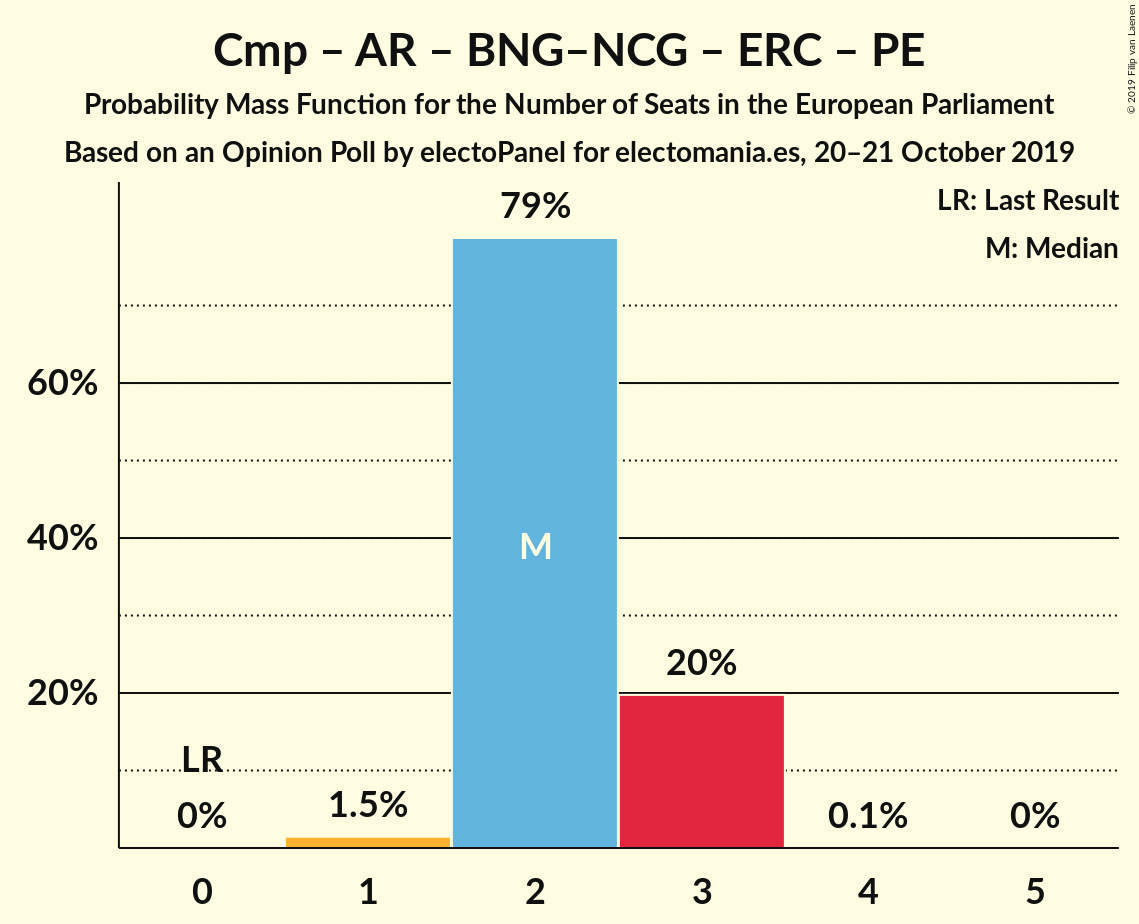 Cmp – AR – BNG–NCG – ERC – PE
Probability Mass Function for the Number of Seats in the European Parliament
Based on an Opinion Poll by electoPanel for electomania.es, 20–21 October 2019
© 2019 Filip van Laenen
LR: Last Result
M: Median
79%
60%
40%
M
20%
20%
LR
0%
1.5%
0.1%
0%
0 1 2 3 4 5